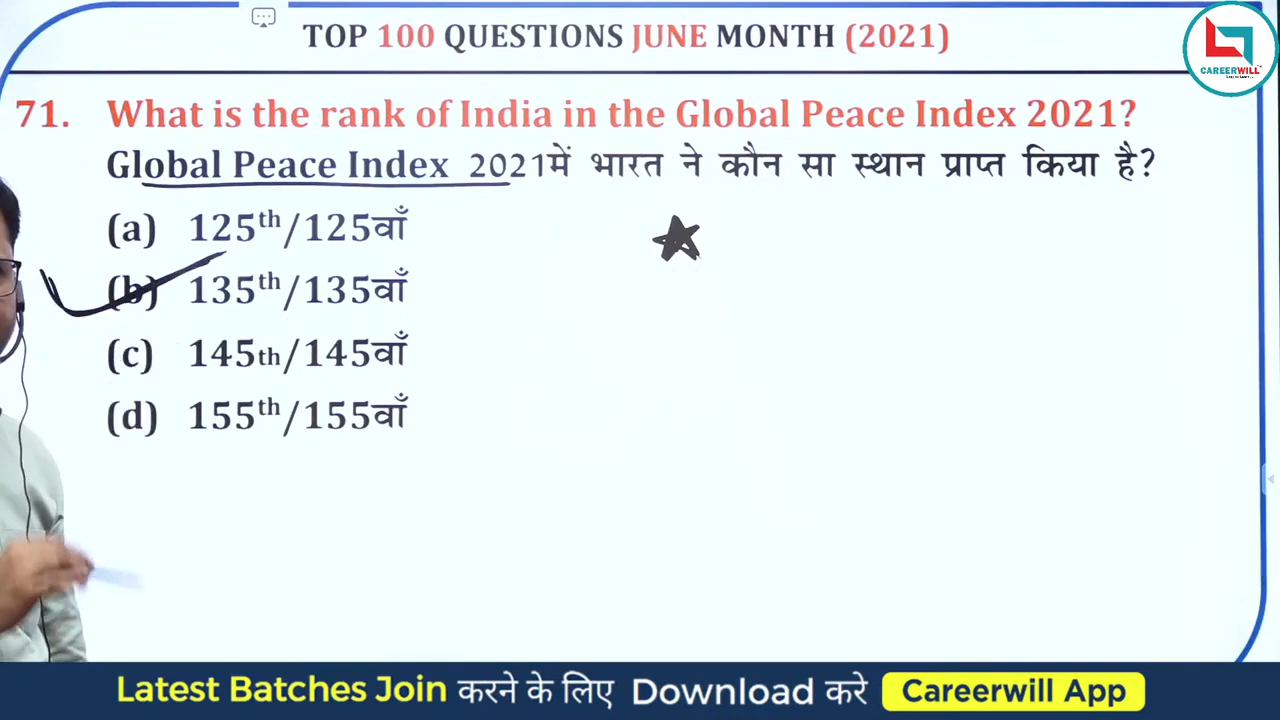 TOP 100 QUESTIONS JUNE MONTH (2021)
CAREERWILL
71. What is the rank of India in the Global Peace Index 2021?
Global Peace Index 2021में भारत ने कौन सा स्थान प्राप्त किया है?
(a) 125th/125वाँ
(b) 135th/135वाँ
(c) 145th/145वाँ
(d) 155th/155वाँ
Latest Batches Join करने के लिए Download करे Careerwill App